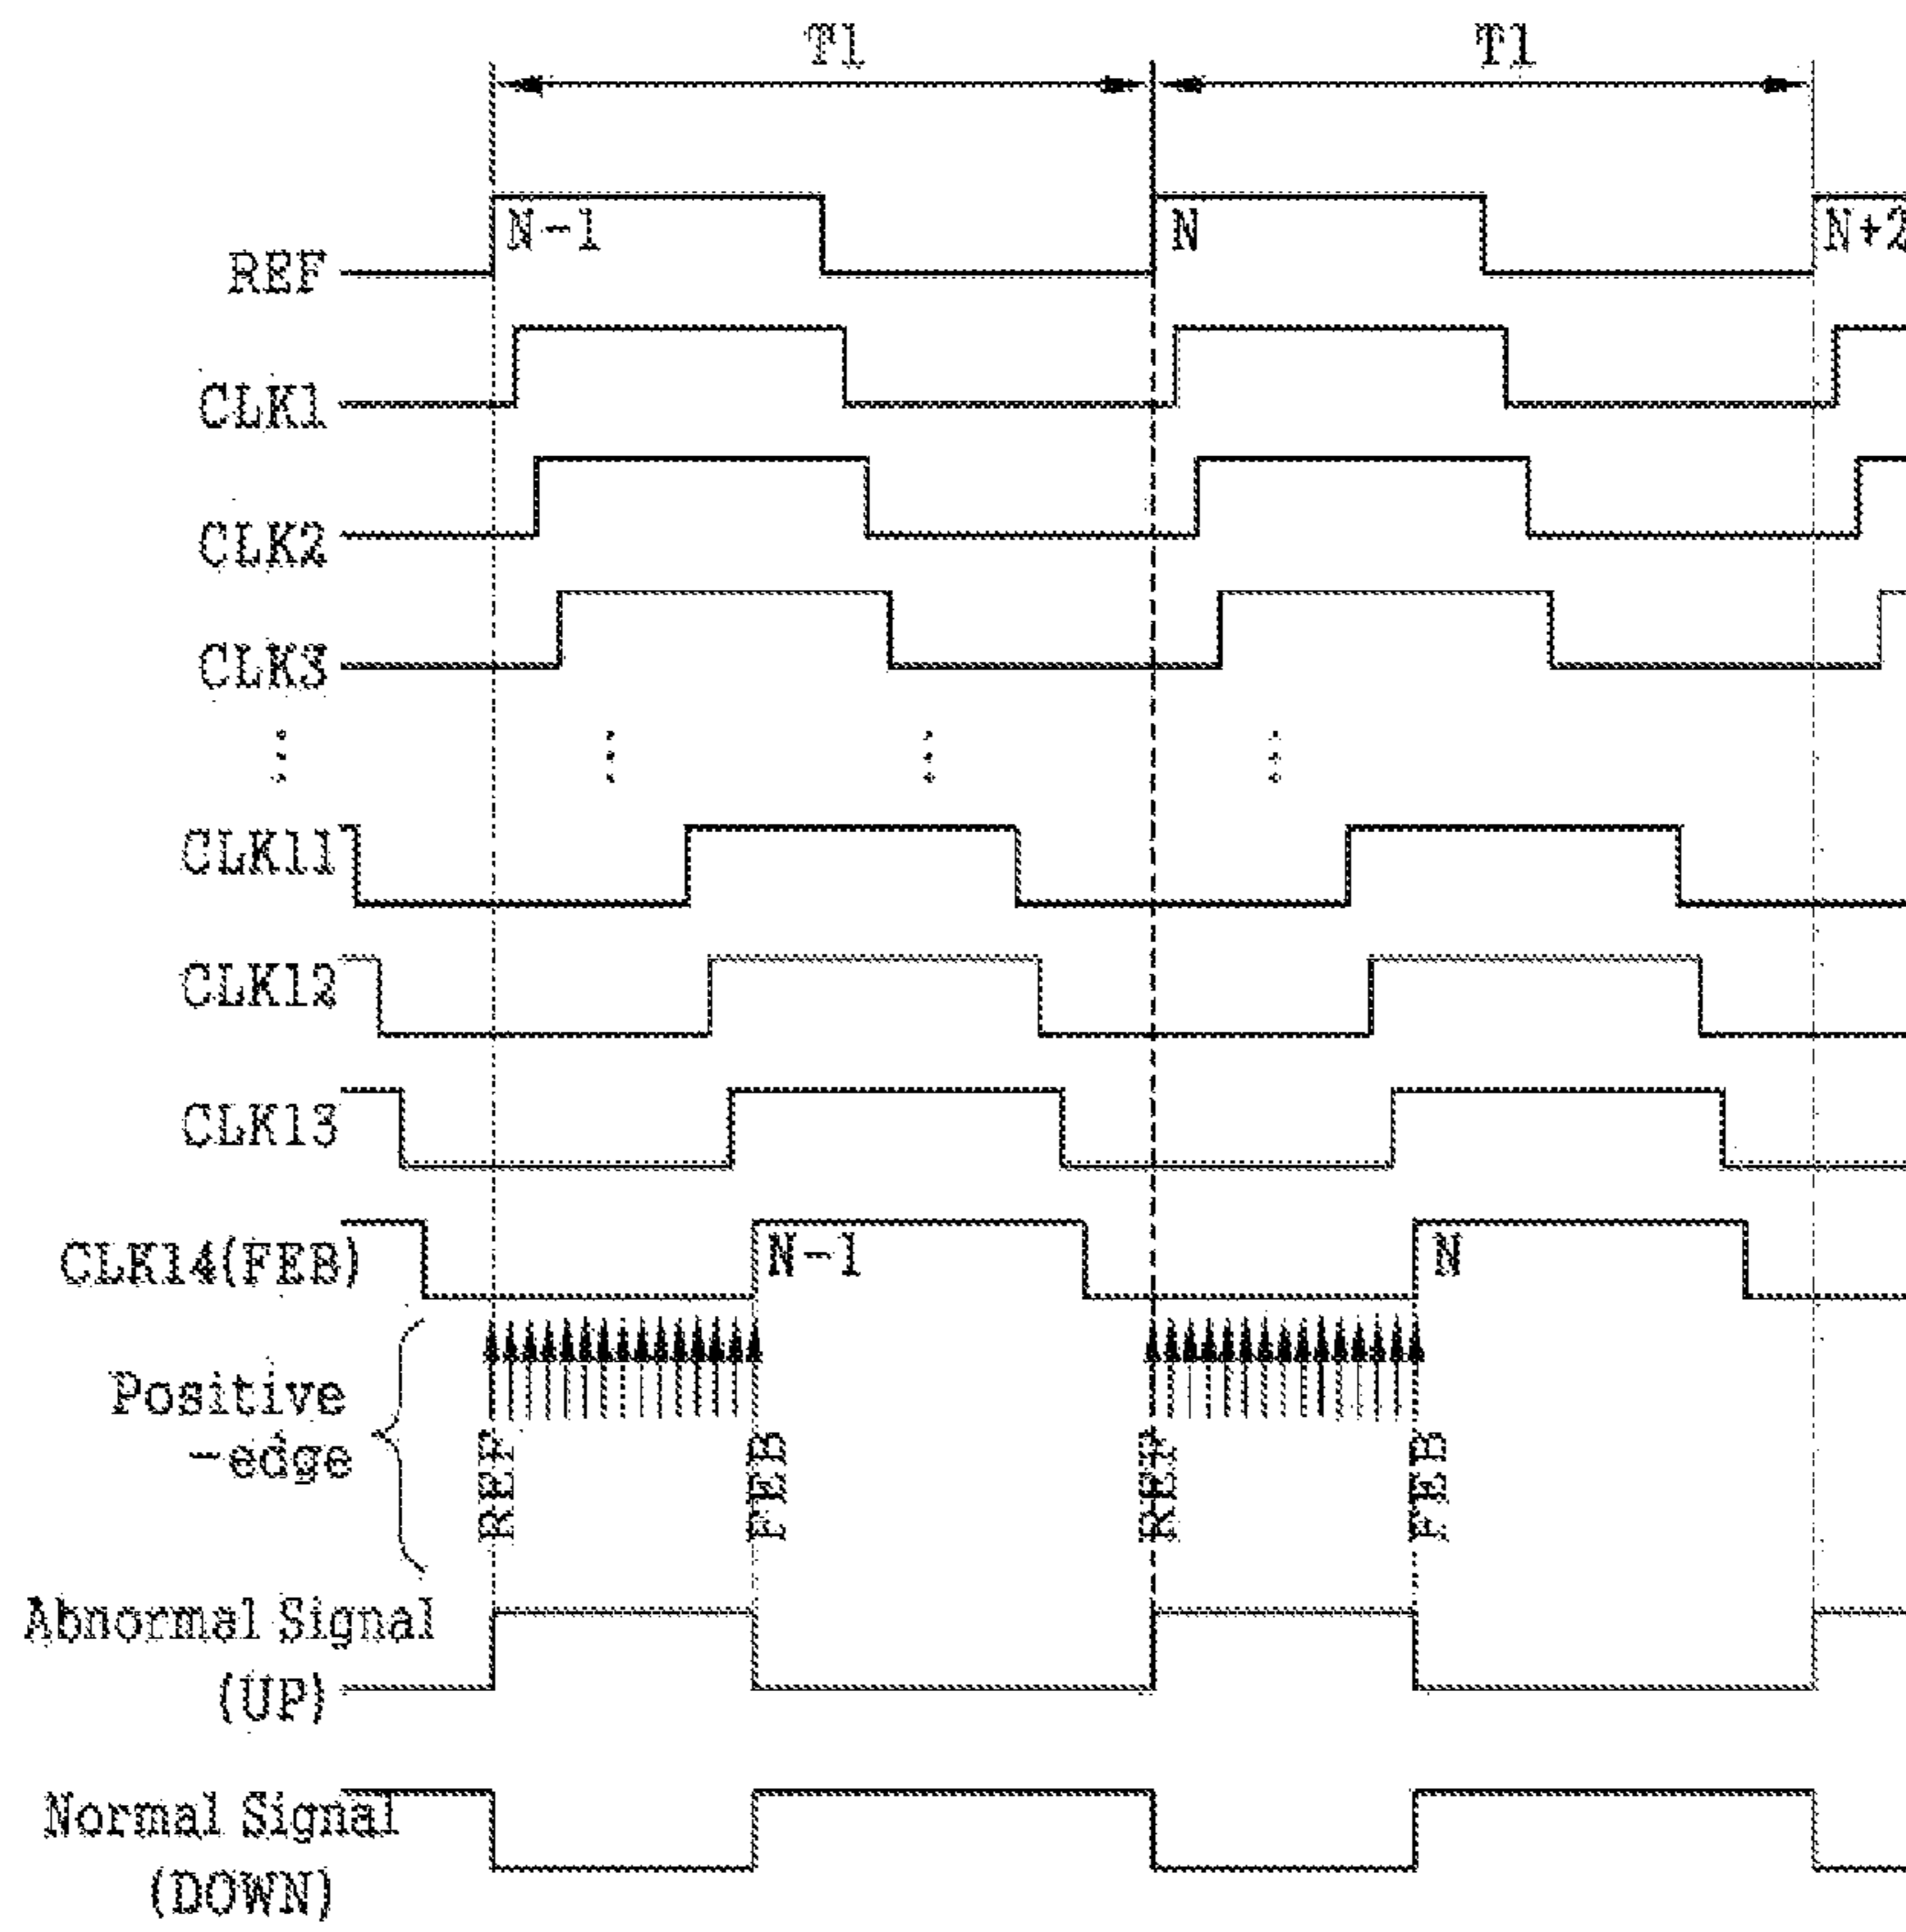 T1 T1
N-1 N N+2
REF
CLK1
CLK2
CLK3
CLK11
CLK12
CLK13
CLK14(FEB) N-1 N
Positive
-edge
REF FEB REF FEB
Abnormal Signal
(UP)
Normal Signal
(DOWN)